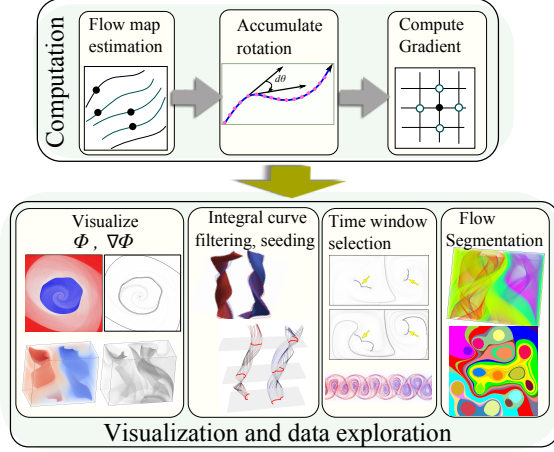 Computation
Flow map
estimation
Accumulate
rotation
dθ
Compute
Gradient
Visualize
Φ , ∇Φ
Integral curve
filtering, seeding
Time window
selection
Flow
Segmentation
Visualization and data exploration